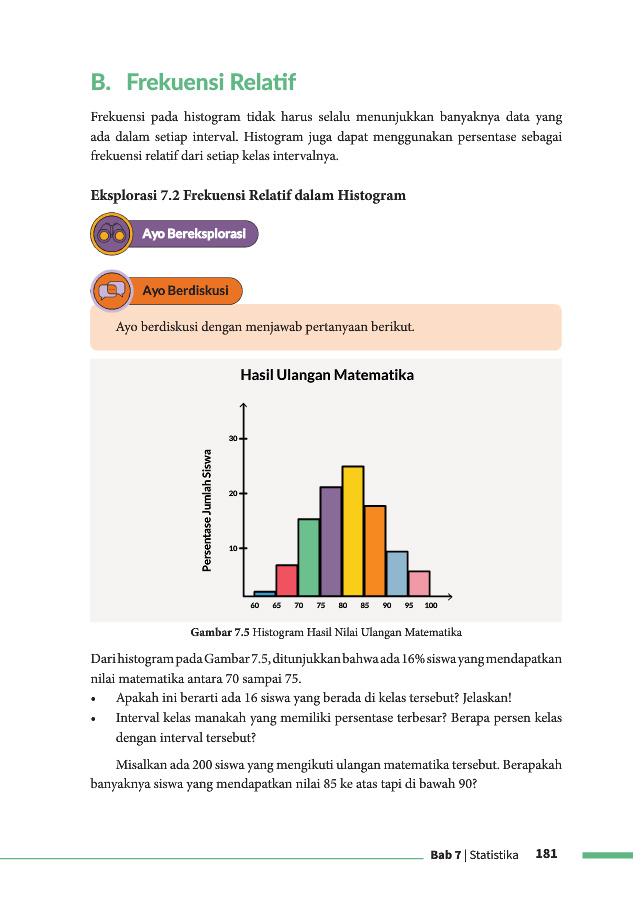 B. Frekuensi Relatif
Frekuensi pada histogram tidak harus selalu menunjukkan banyaknya data yang
ada dalam setiap interval. Histogram juga dapat menggunakan persentase sebagai
frekuensi relatif dari setiap kelas intervalnya.
Eksplorasi 7.2 Frekuensi Relatif dalam Histogram
Ayo Bereksplorasi
Ayo Berdiskusi
Ayo berdiskusi dengan menjawab pertanyaan berikut.
Hasil Ulangan Matematika
Persentase Jumlah Siswa
30
20
10
60 65 70 75 80 85 90 95 100
Gambar 7.5 Histogram Hasil Nilai Ulangan Matematika
Dari histogram pada Gambar 7.5, ditunjukkan bahwa ada 16% siswa yang mendapatkan
nilai matematika antara 70 sampai 75.
• Apakah ini berarti ada 16 siswa yang berada di kelas tersebut? Jelaskan!
• Interval kelas manakah yang memiliki persentase terbesar? Berapa persen kelas
dengan interval tersebut?
Misalkan ada 200 siswa yang mengikuti ulangan matematika tersebut. Berapakah
banyaknya siswa yang mendapatkan nilai 85 ke atas tapi di bawah 90?
Bab 7 | Statistika 181